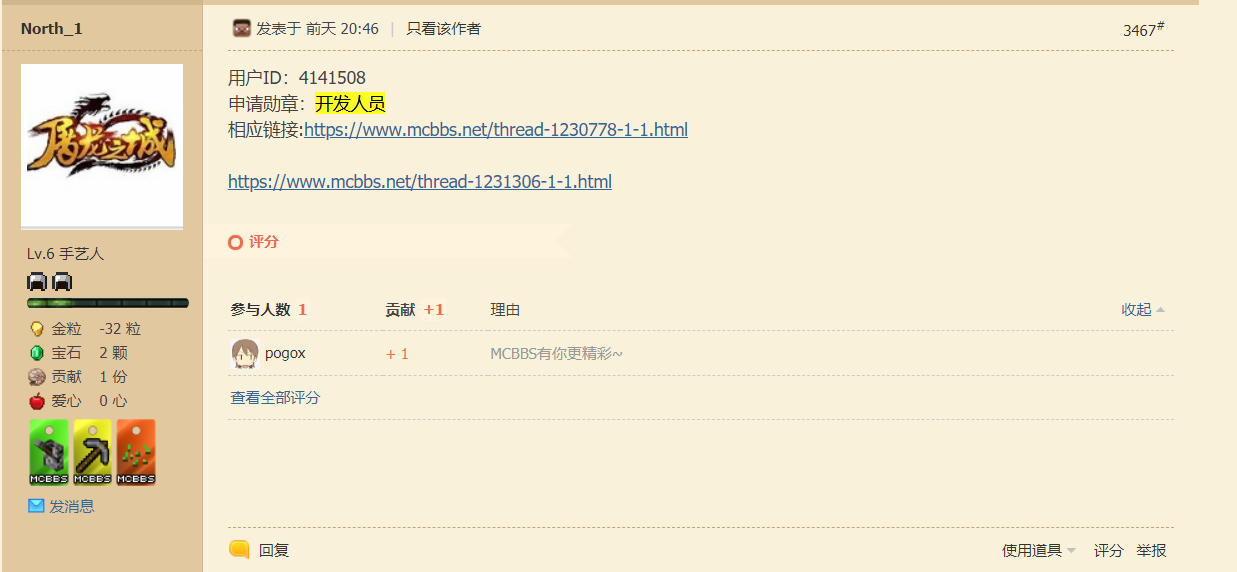 North_1
发表于 前天 20:46 | 只看该作者
3467#
屠龙之城
用户ID：4141508
申请勋章：开发人员
相应链接:https://www.mcbbs.net/thread-1230778-1-1.html
https://www.mcbbs.net/thread-1231306-1-1.html
评分
Lv.6 手艺人
参与人数 1 贡献 +1 理由 收起
金粒 -32 粒
宝石 2 颗
贡献 1 份
爱心 0 心
pogox + 1 MCBBS有你更精彩~
查看全部评分
MCBBS MCBBS MCBBS
发消息
回复
使用道具 评分 举报